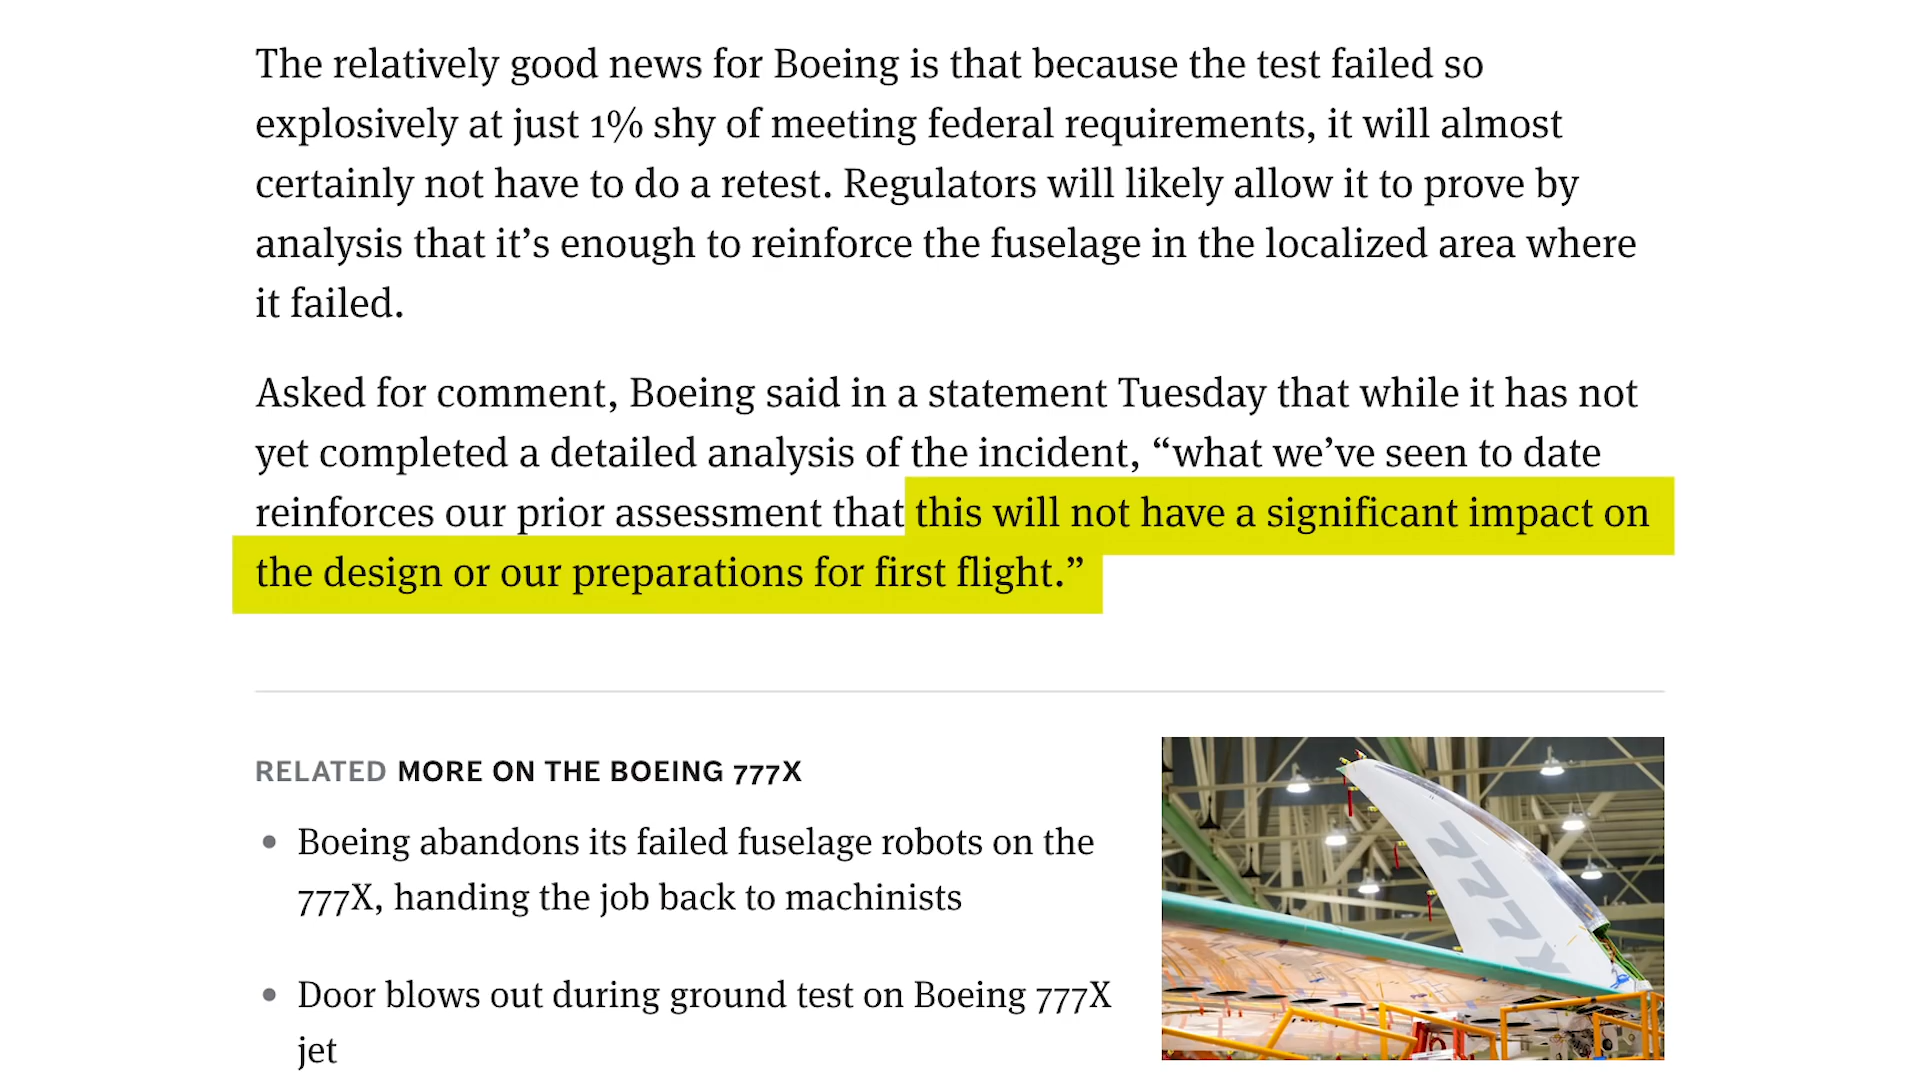 The relatively good news for Boeing is that because the test failed so
explosively at just 1% shy of meeting federal requirements, it will almost
certainly not have to do a retest. Regulators will likely allow it to prove by
analysis that it’s enough to reinforce the fuselage in the localized area where
it failed.
Asked for comment, Boeing said in a statement Tuesday that while it has not
yet completed a detailed analysis of the incident, “what we’ve seen to date
reinforces our prior assessment that this will not have a significant impact on
the design or our preparations for first flight.”
RELATED MORE ON THE BOEING 777X
Boeing abandons its failed fuselage robots on the
777X, handing the job back to machinists
Door blows out during ground test on Boeing 777X
jet
777X